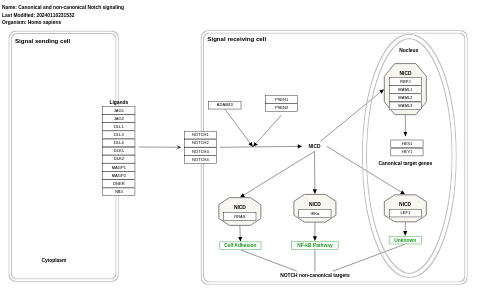 Name: Canonical and non-canonical Notch signaling
Last Modified: 20240110231532
Organism: Homo sapiens
Signal sending cell
Signal receiving cell
Nucleus
Ligands
JAG1
JAG2
DLL1
DLL3
DLL4
DLK1
DLK2
MAGP1
MAGP2
DNER
NB3
Cytoplasm
NOTCH1
NOTCH2
NOTCH3
NOTCH4
ADAM10
PSEN1
PSEN2
NICD
NICD
RBPJ
MAML1
MAML2
MAML3
HES1
HEY1
Canonical target genes
NICD
RRAS
Cell Adhesion
NICD
IKKa
NF-kB Pathway
NICD
LEF1
Unknown
NOTCH non-canonical targets